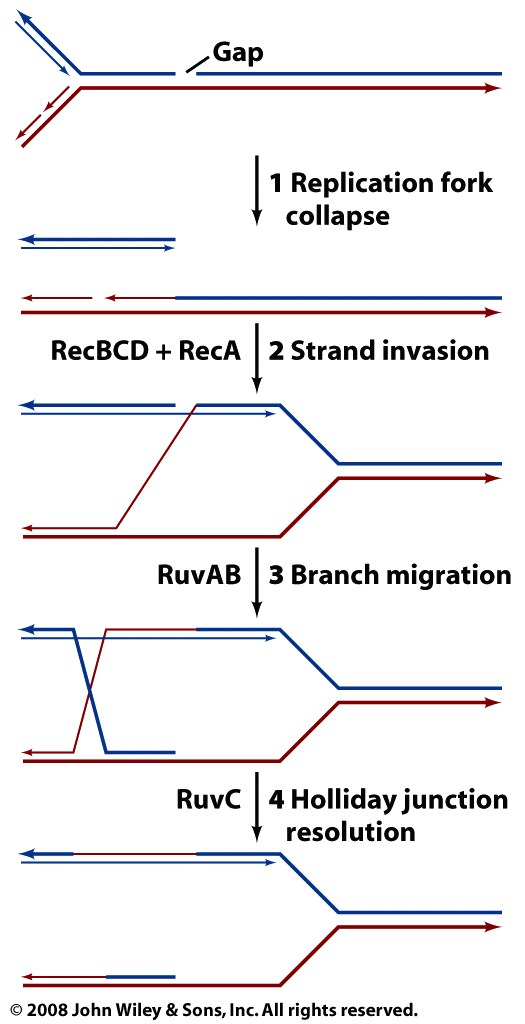 Gap
1 Replication fork
collapse
RecBCD + RecA
2 Strand invasion
RuvAB
3 Branch migration
RuvC
4 Holliday junction
resolution
© 2008 John Wiley & Sons, Inc. All rights reserved.